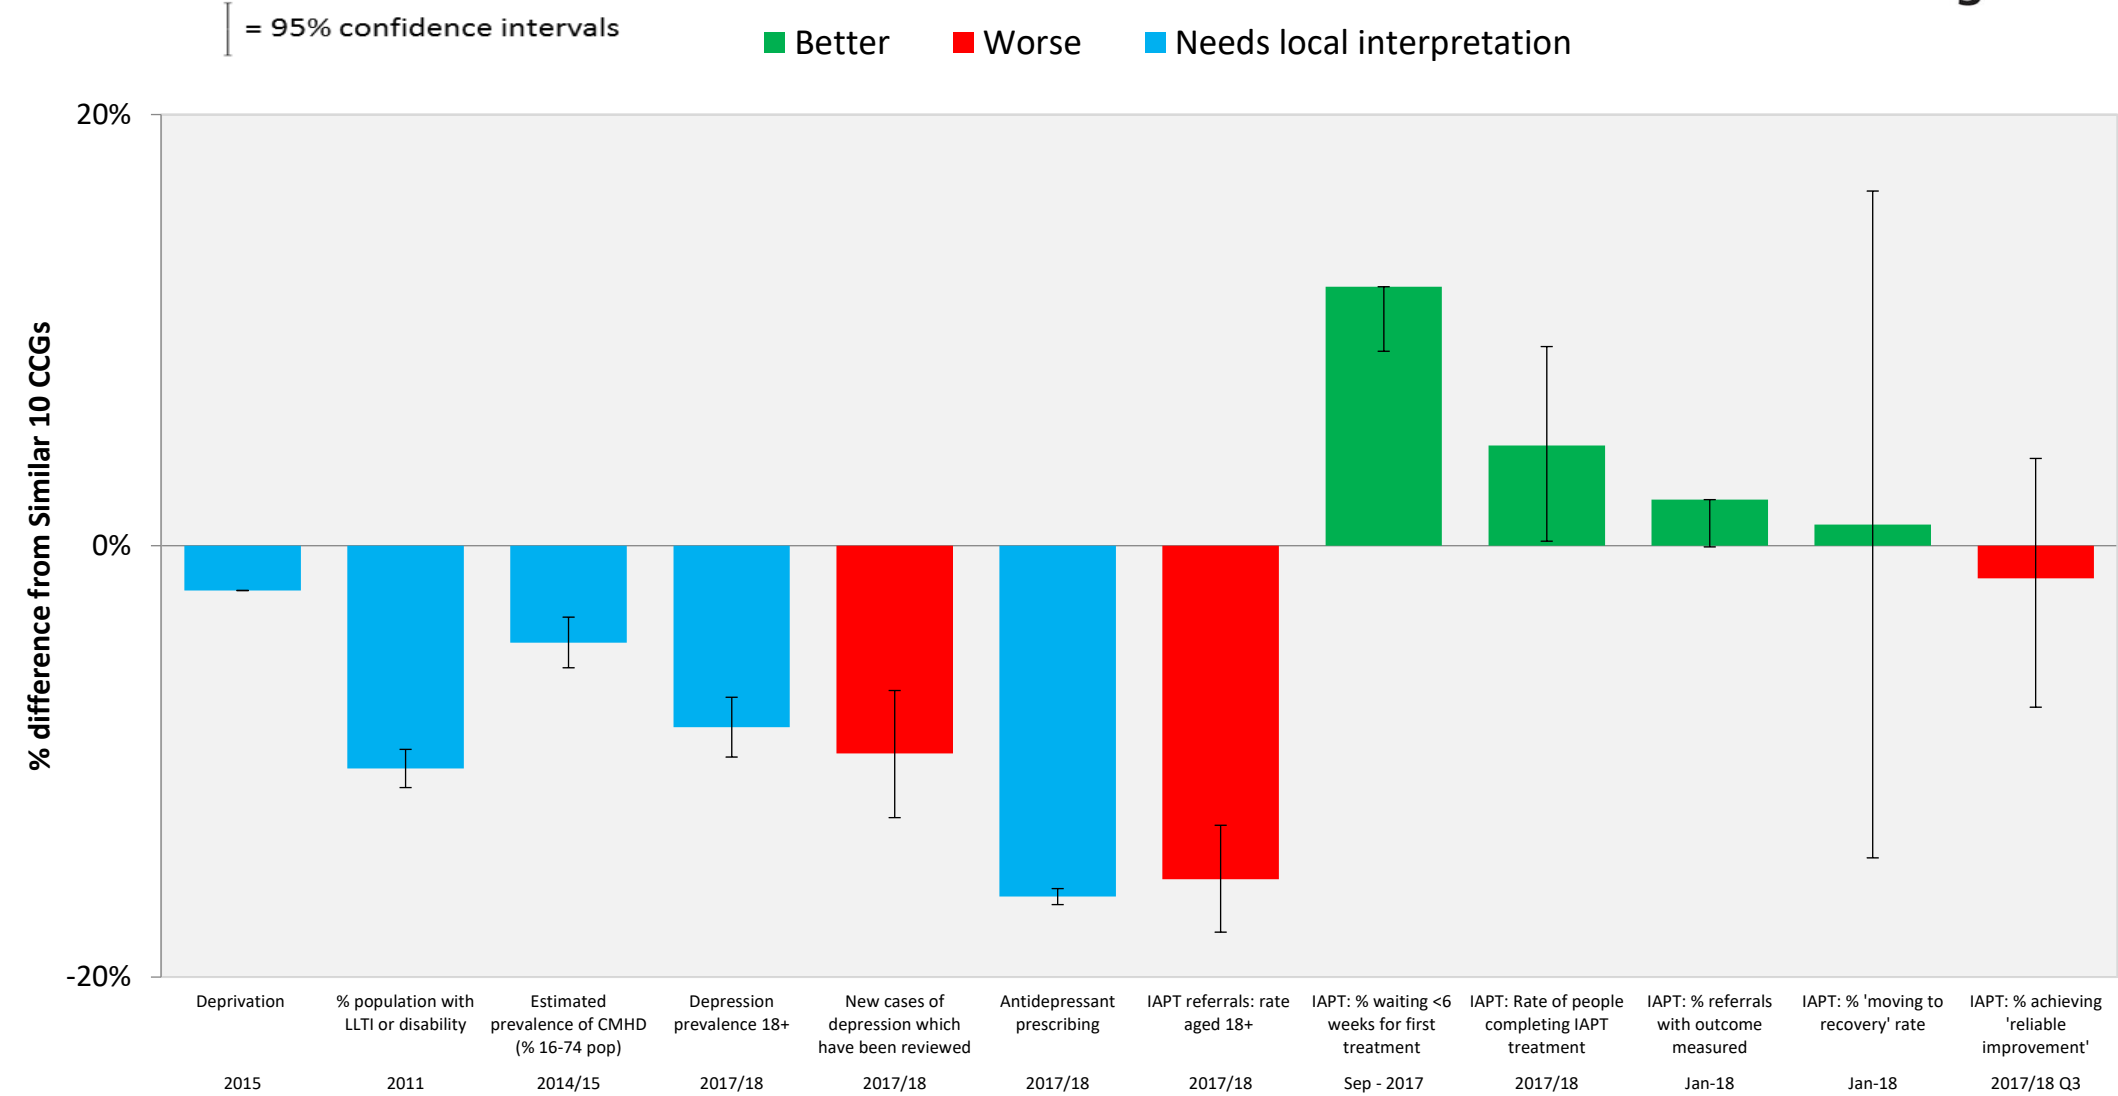 = 95% confidence intervals
Better Worse Needs local interpretation
20%
0%
-20%
% difference from Similar 10 CCGs
Deprivation
2015
% population with
LLTI or disability
2011
Estimated
prevalence of CMHD
(% 16-74 pop)
2014/15
Depression
prevalence 18+
2017/18
New cases of
depression which
have been reviewed
2017/18
Antidepressant
prescribing
2017/18
IAPT referrals: rate
aged 18+
2017/18
IAPT: % waiting <6
weeks for first
treatment
Sep - 2017
IAPT: Rate of people
completing IAPT
treatment
2017/18
IAPT: % referrals
with outcome
measured
Jan-18
IAPT: % 'moving to
recovery' rate
Jan-18
IAPT: % achieving
'reliable
improvement'
2017/18 Q3